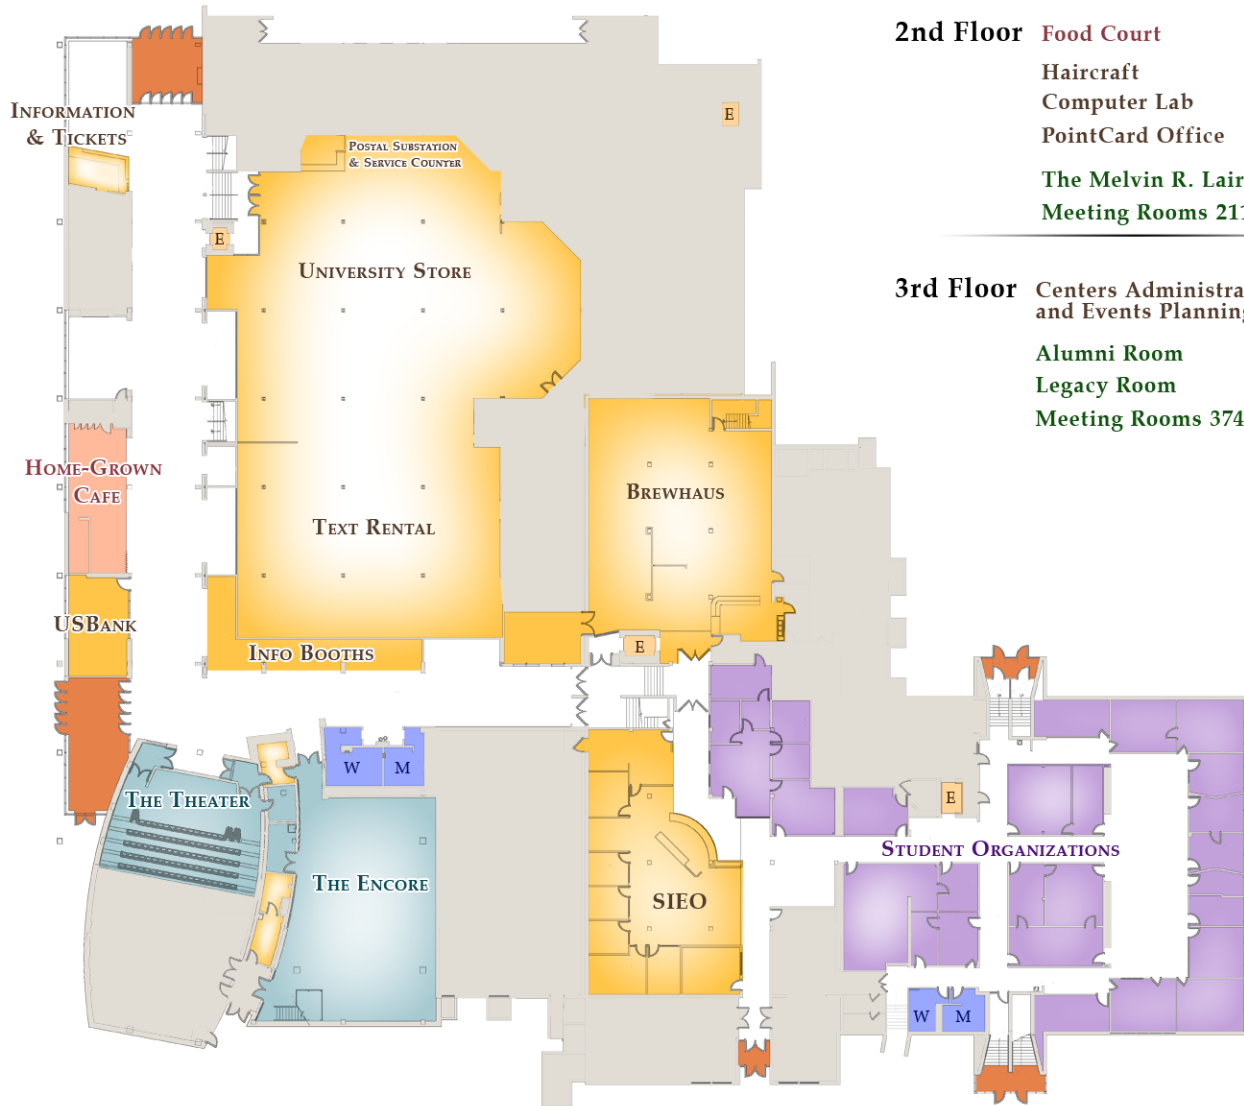 2nd Floor Food Court
Haircraft
Computer Lab
PointCard Office
The Melvin R. Lair
Meeting Rooms 211
3rd Floor Centers Administra
and Events Planning
Alumni Room
Legacy Room
Meeting Rooms 374
Information
& Tickets
E
Postal Substation
& Service Counter
E
University Store
Home-Grown
Cafe
Brewhaus
Text Rental
USBank
Info Booths
E
W M
The Theater
E
Student Organizations
The Encore
SIEO
W M